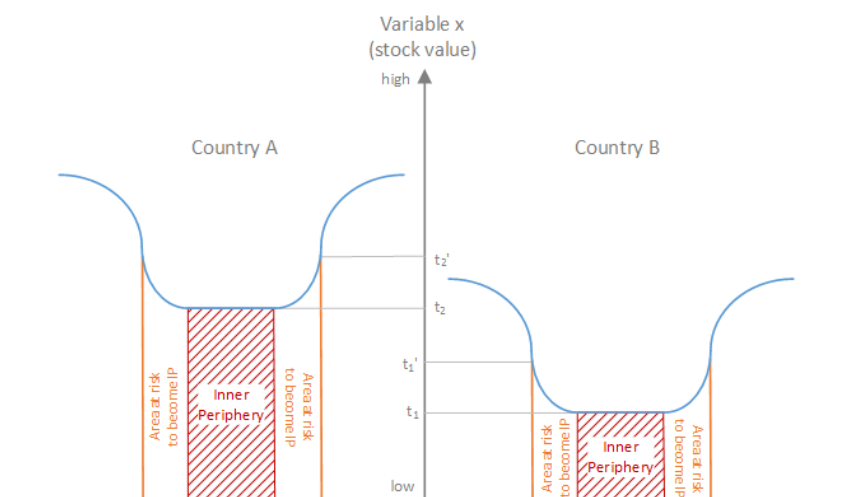 Variable x
(stock value)
high
Country A
Country B
t2'
t2
t1'
t1
Area at risk
to become IP
Inner
Periphery
Area at risk
to become IP
Area at risk
to become IP
Inner
Periphery
Area at risk
to become IP
low